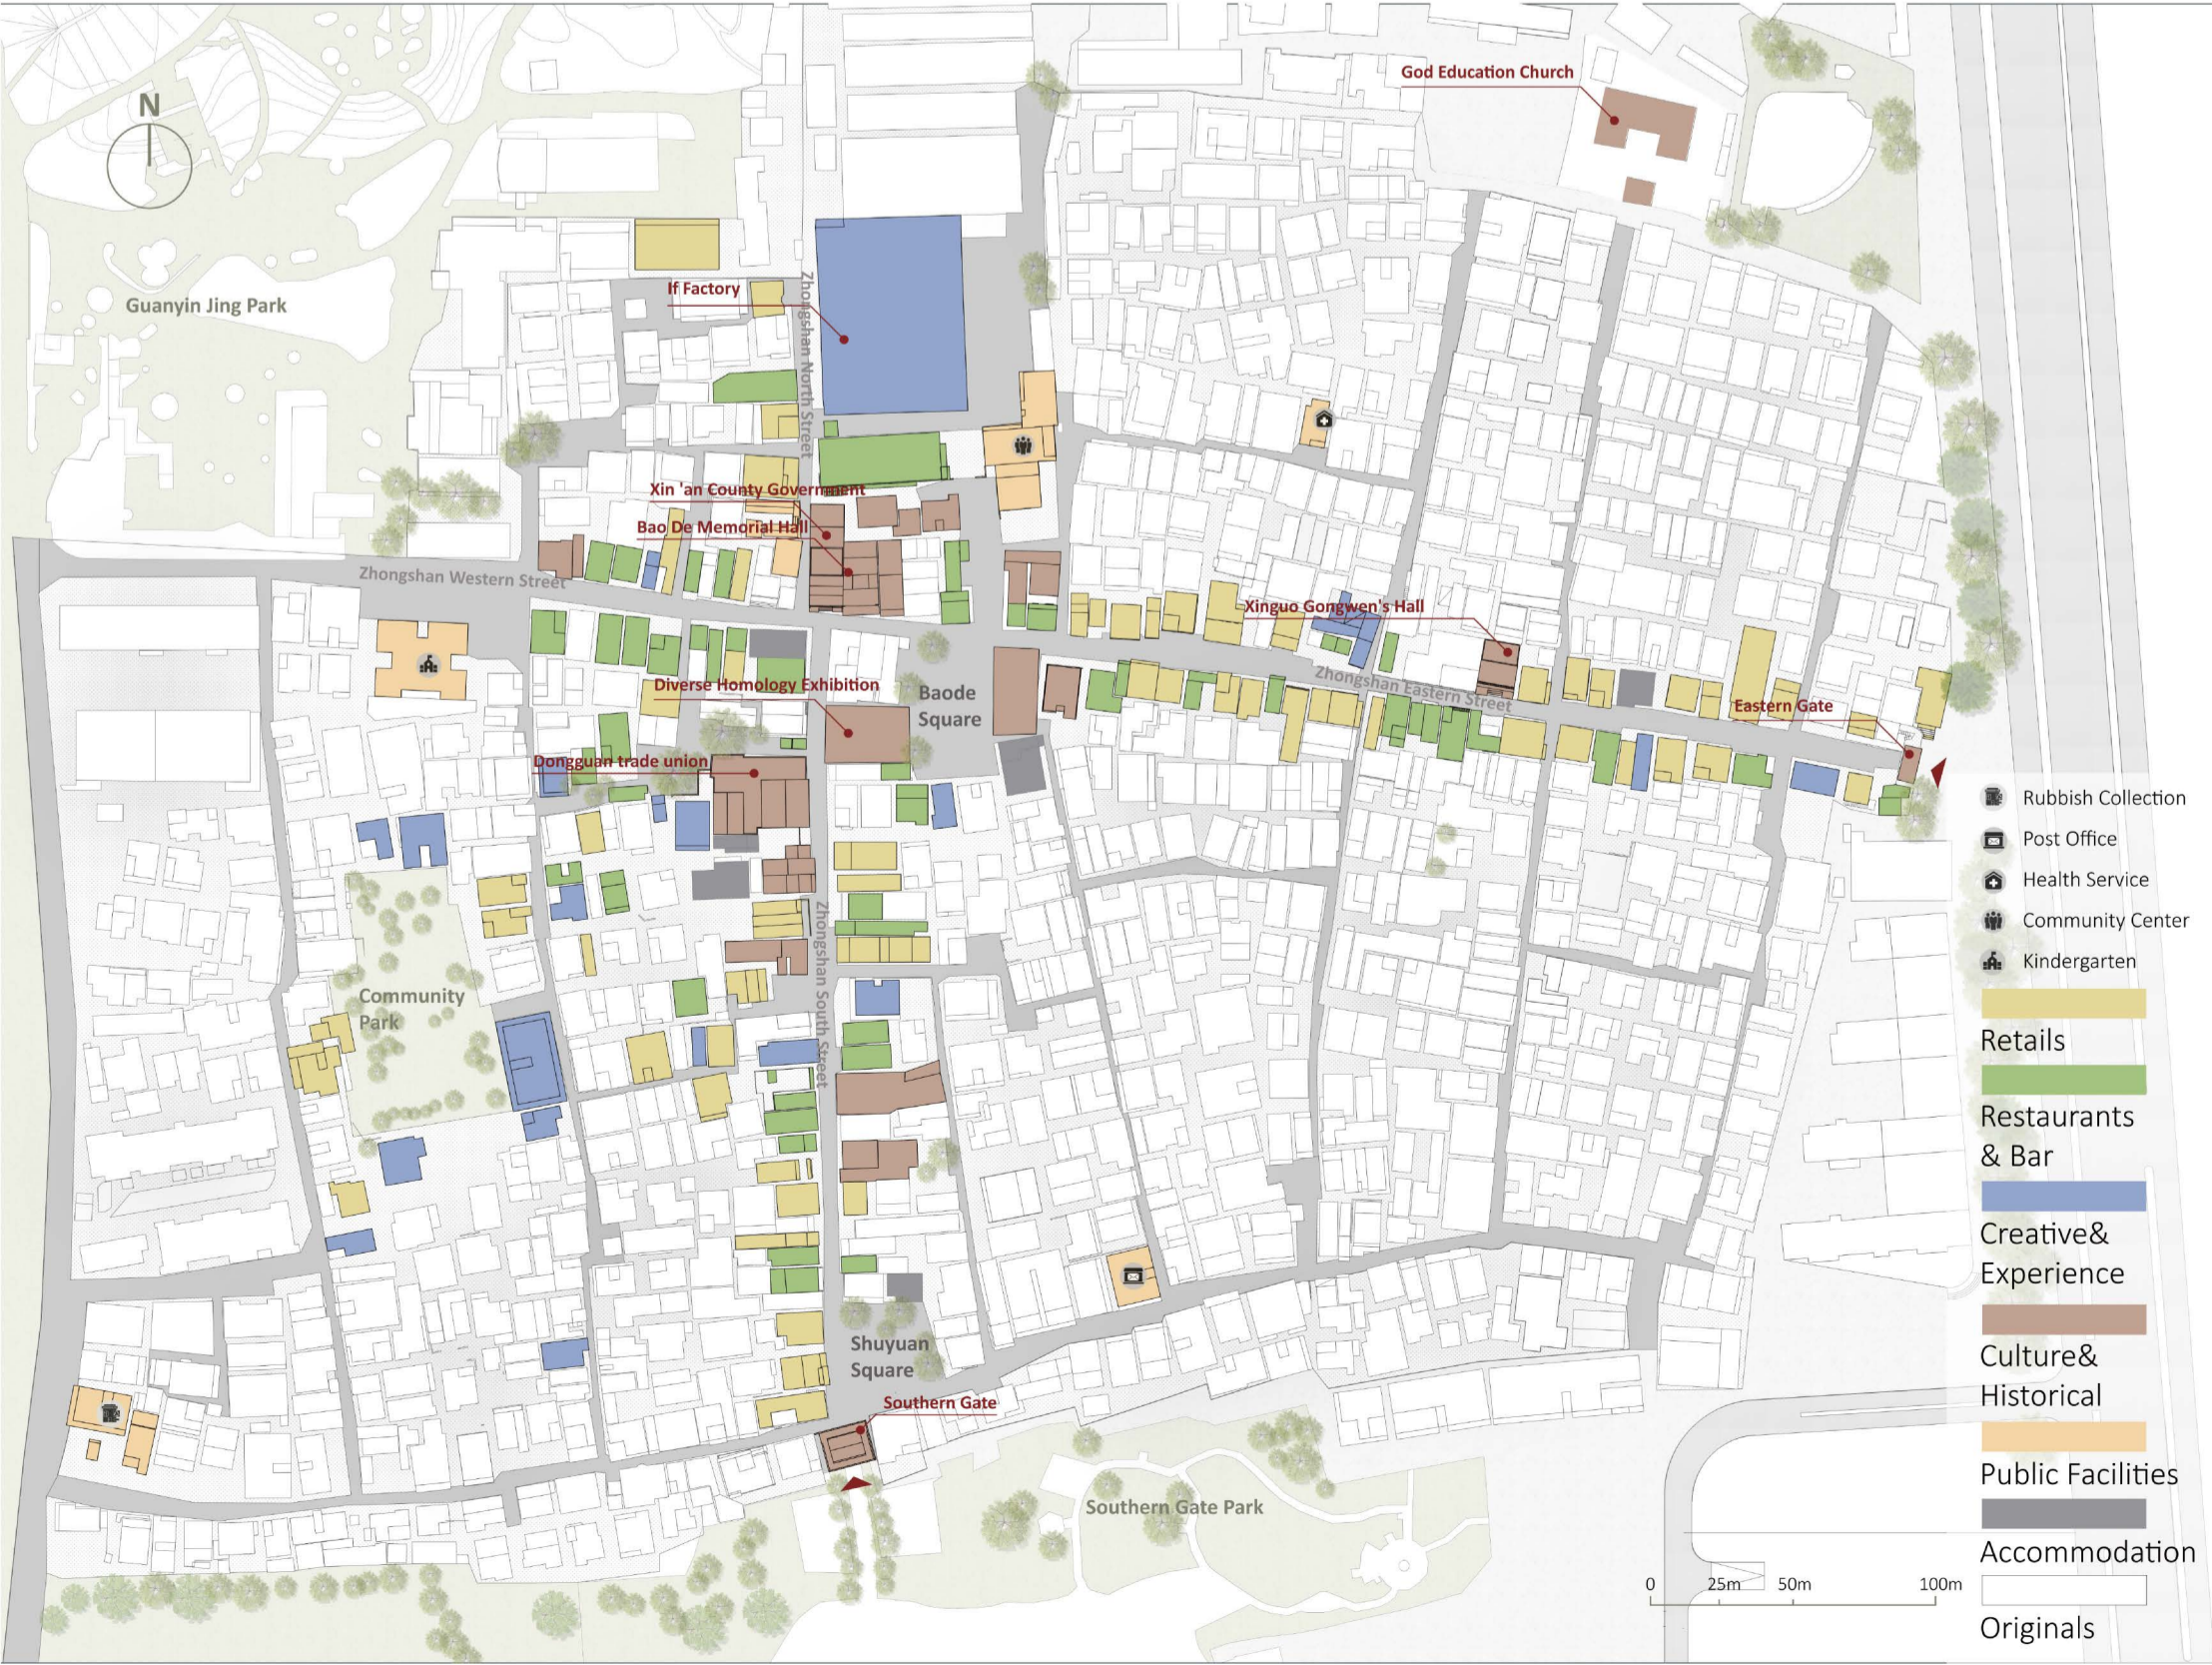 God Education Church
N
Guanyin Jing Park
If Factory
Zhongshan North Street
Xin 'an County Government
Bao De Memorial Hall
Zhongshan Western Street
Xinguo Gongwen's Hall
Zhongshan Eastern Street
Diverse Homology Exhibition
Baode
Square
Eastern Gate
Dongguan trade union
Zhongshan South Street
Community
Park
Shuyuan
Square
Southern Gate
Southern Gate Park
Rubbish Collection
Post Office
Health Service
Community Center
Kindergarten
Retails
Restaurants
& Bar
Creative&
Experience
Culture&
Historical
Public Facilities
Accommodation
Originals
0 25m 50m 100m